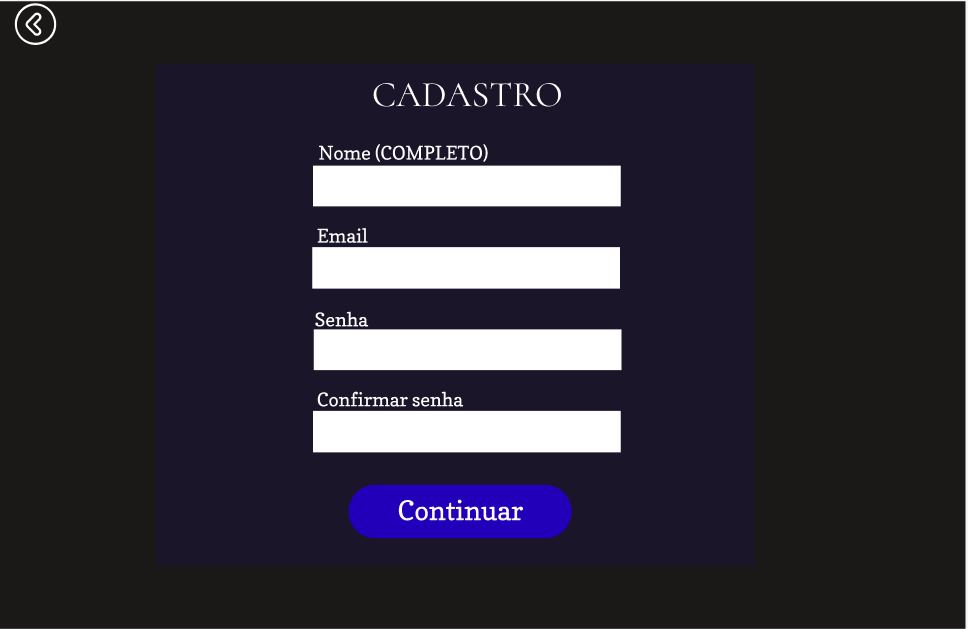 CADASTRO
Nome (COMPLETO)
Email
Senha
Confirmar senha
Continuar